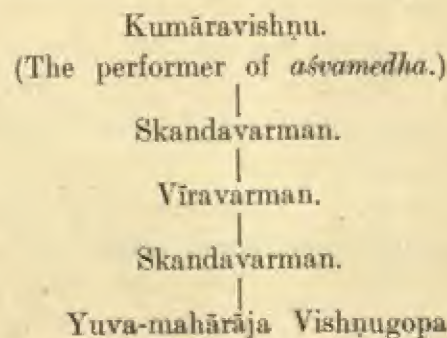 Kumāravishṇu.
(The performer of aśvamedha.)
Skandavarman.
Vīravarman.
Skandavarman.
Yuva-mahārāja Vishṇugopa